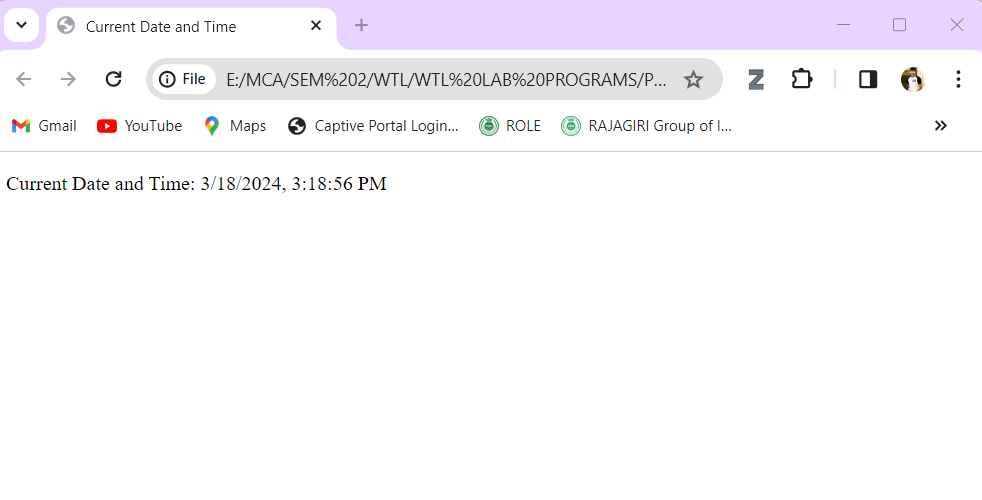 Current Date and Time
File E:/MCA/SEM%202/WTL/WTL%20LAB%20PROGRAMS/P...
Gmail YouTube Maps Captive Portal Login... ROLE RAJAGIRI Group of I...
Current Date and Time: 3/18/2024, 3:18:56 PM